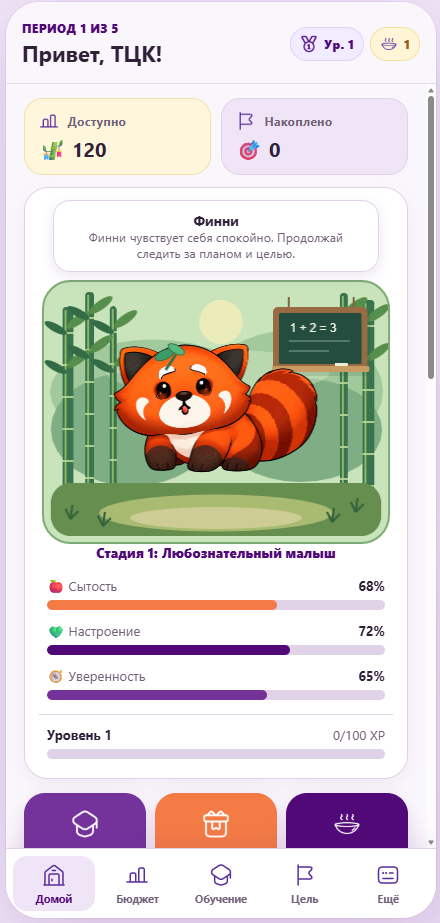 ПЕРИОД 1 ИЗ 5
Привет, ТЦК!
Ур. 1
1
Доступно
120
Накоплено
0
Финни
Финни чувствует себя спокойно. Продолжай
следить за планом и целью.
1 + 2 = 3
Стадия 1: Любознательный малыш
Сытость 68%
Настроение 72%
Уверенность 65%
Уровень 1 0/100 XP
Домой
Бюджет
Обучение
Цель
Ещё